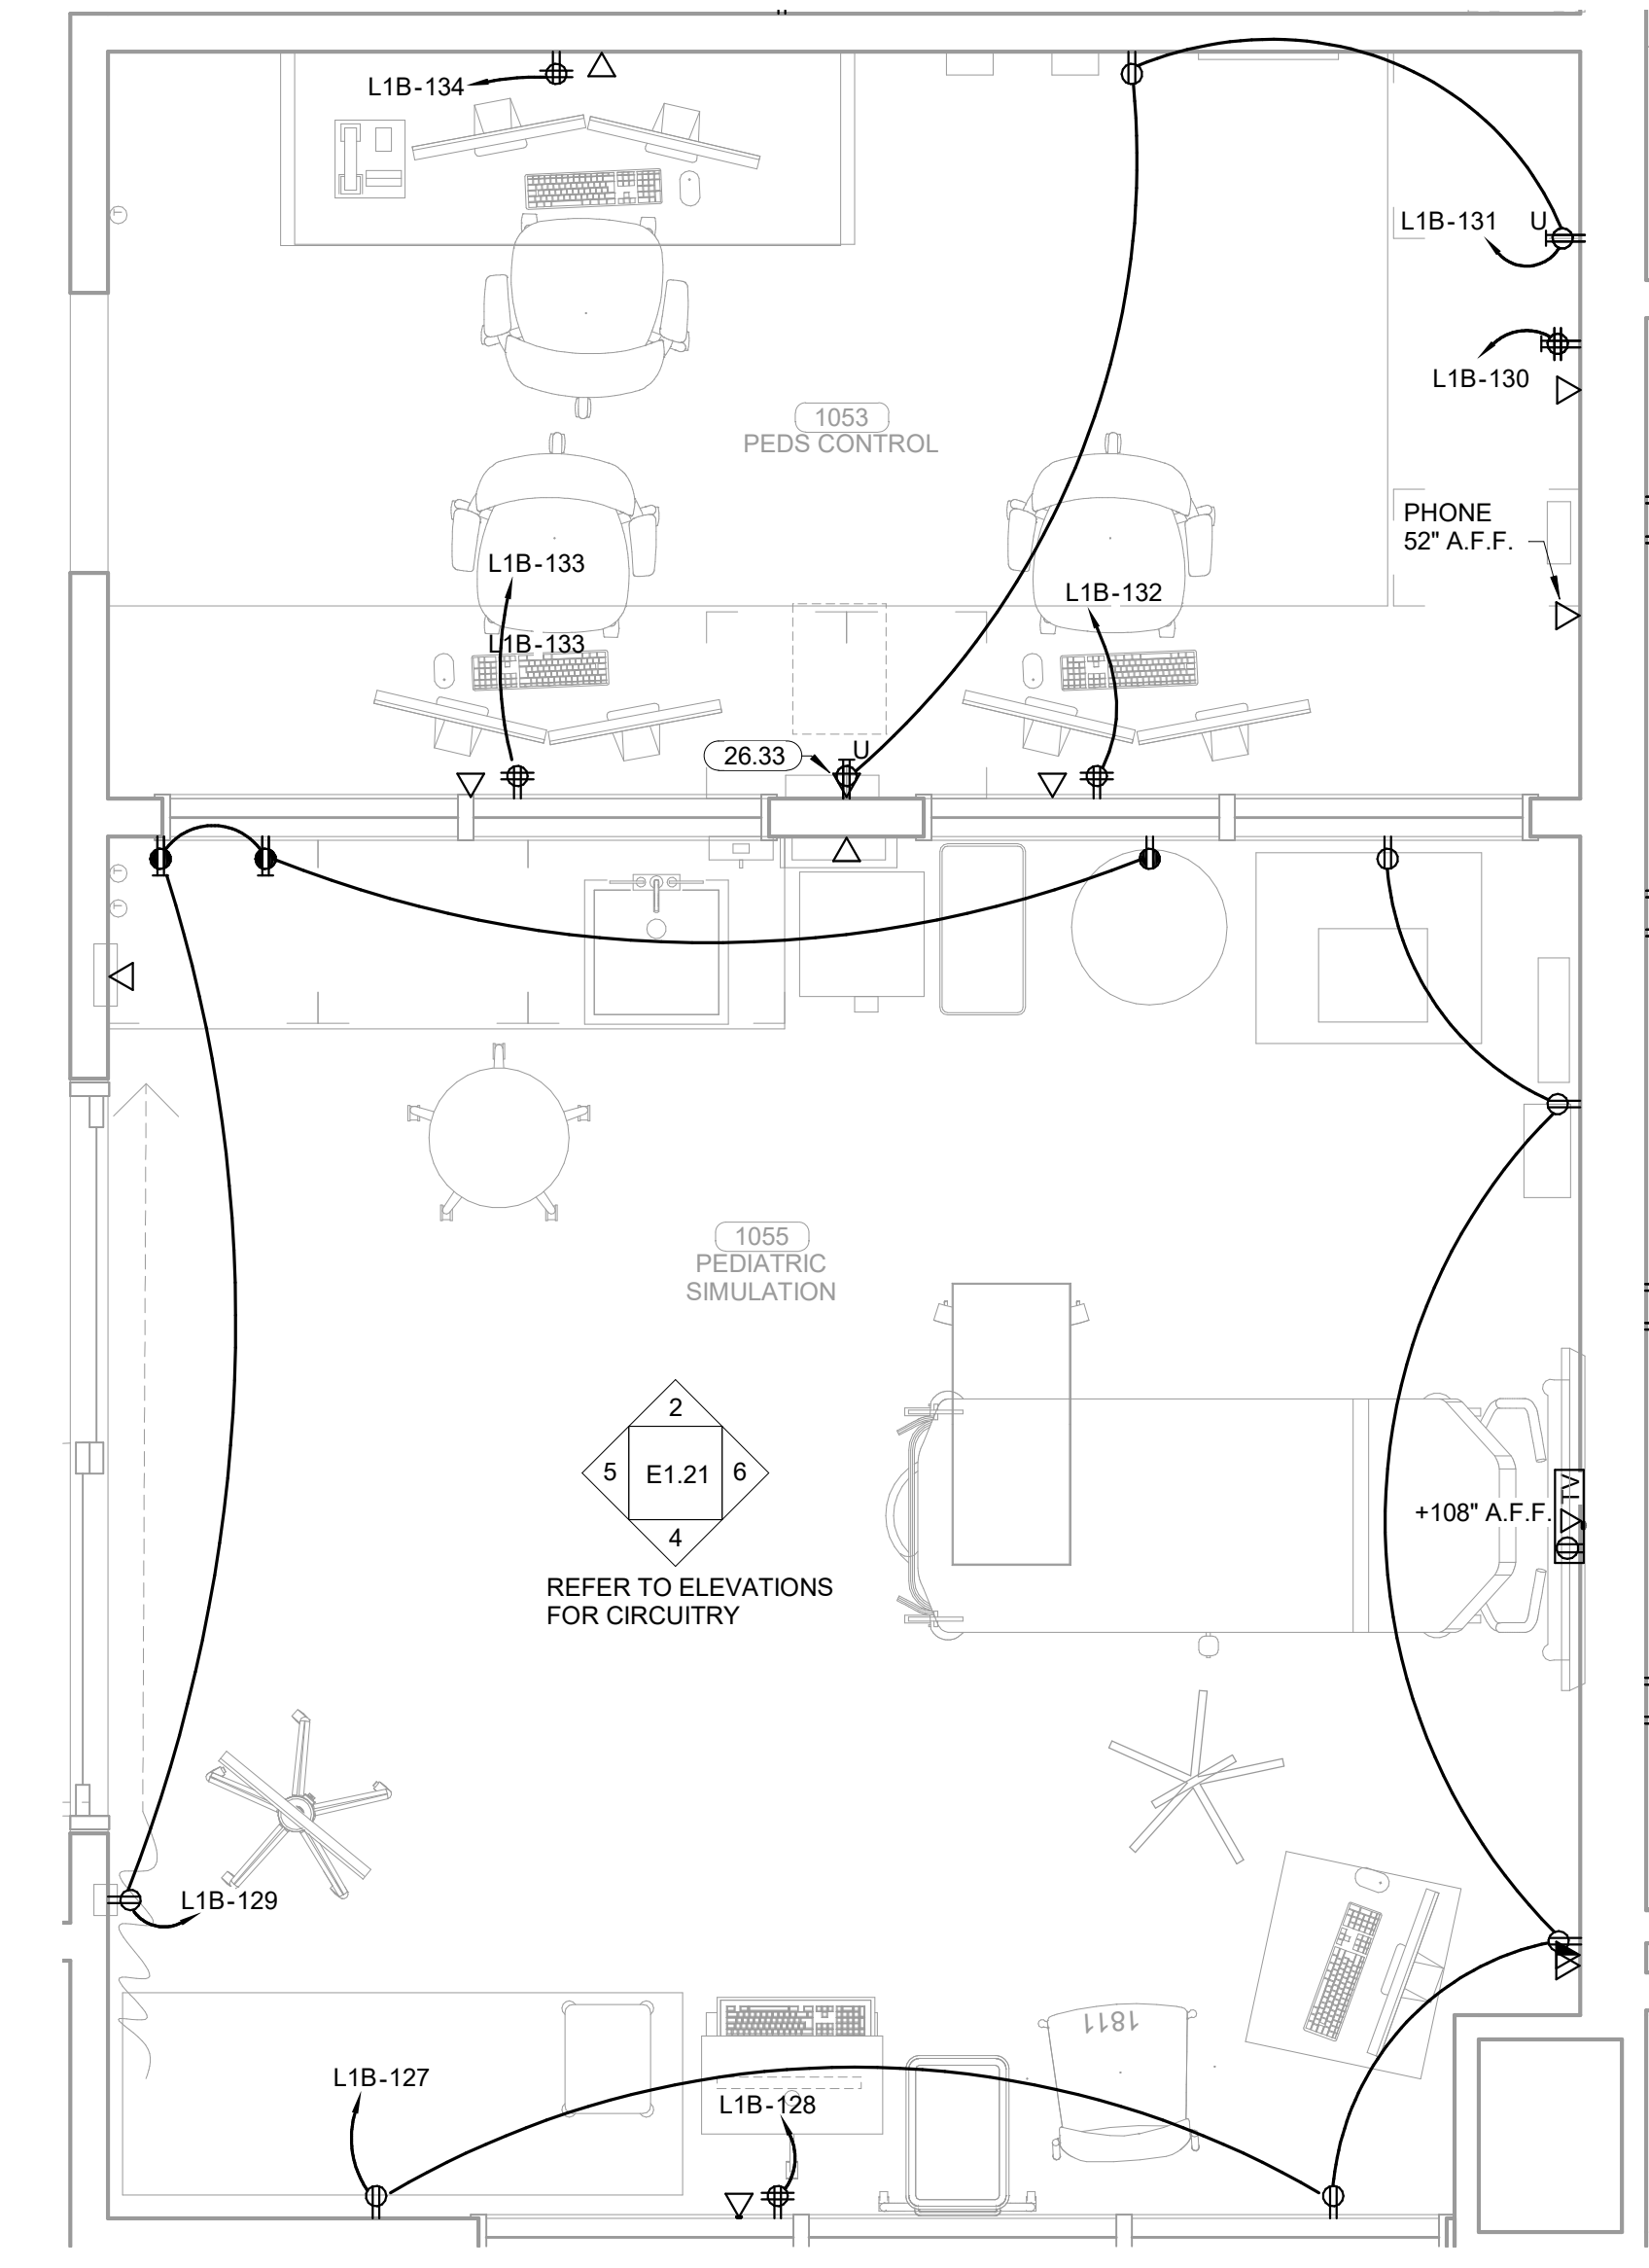 L1B-134
L1B-131
U
L1B-130
1053
PEDS CONTROL
PHONE
52" A.F.F.
L1B-133
L1B-132
L1B-133
26.33
U
T
T
T
1055
PEDIATRIC
SIMULATION
2
5
E1.21
6
4
TV
+108" A.F.F.
REFER TO ELEVATIONS
FOR CIRCUITRY
L1B-129
1811
L1B-127
L1B-128